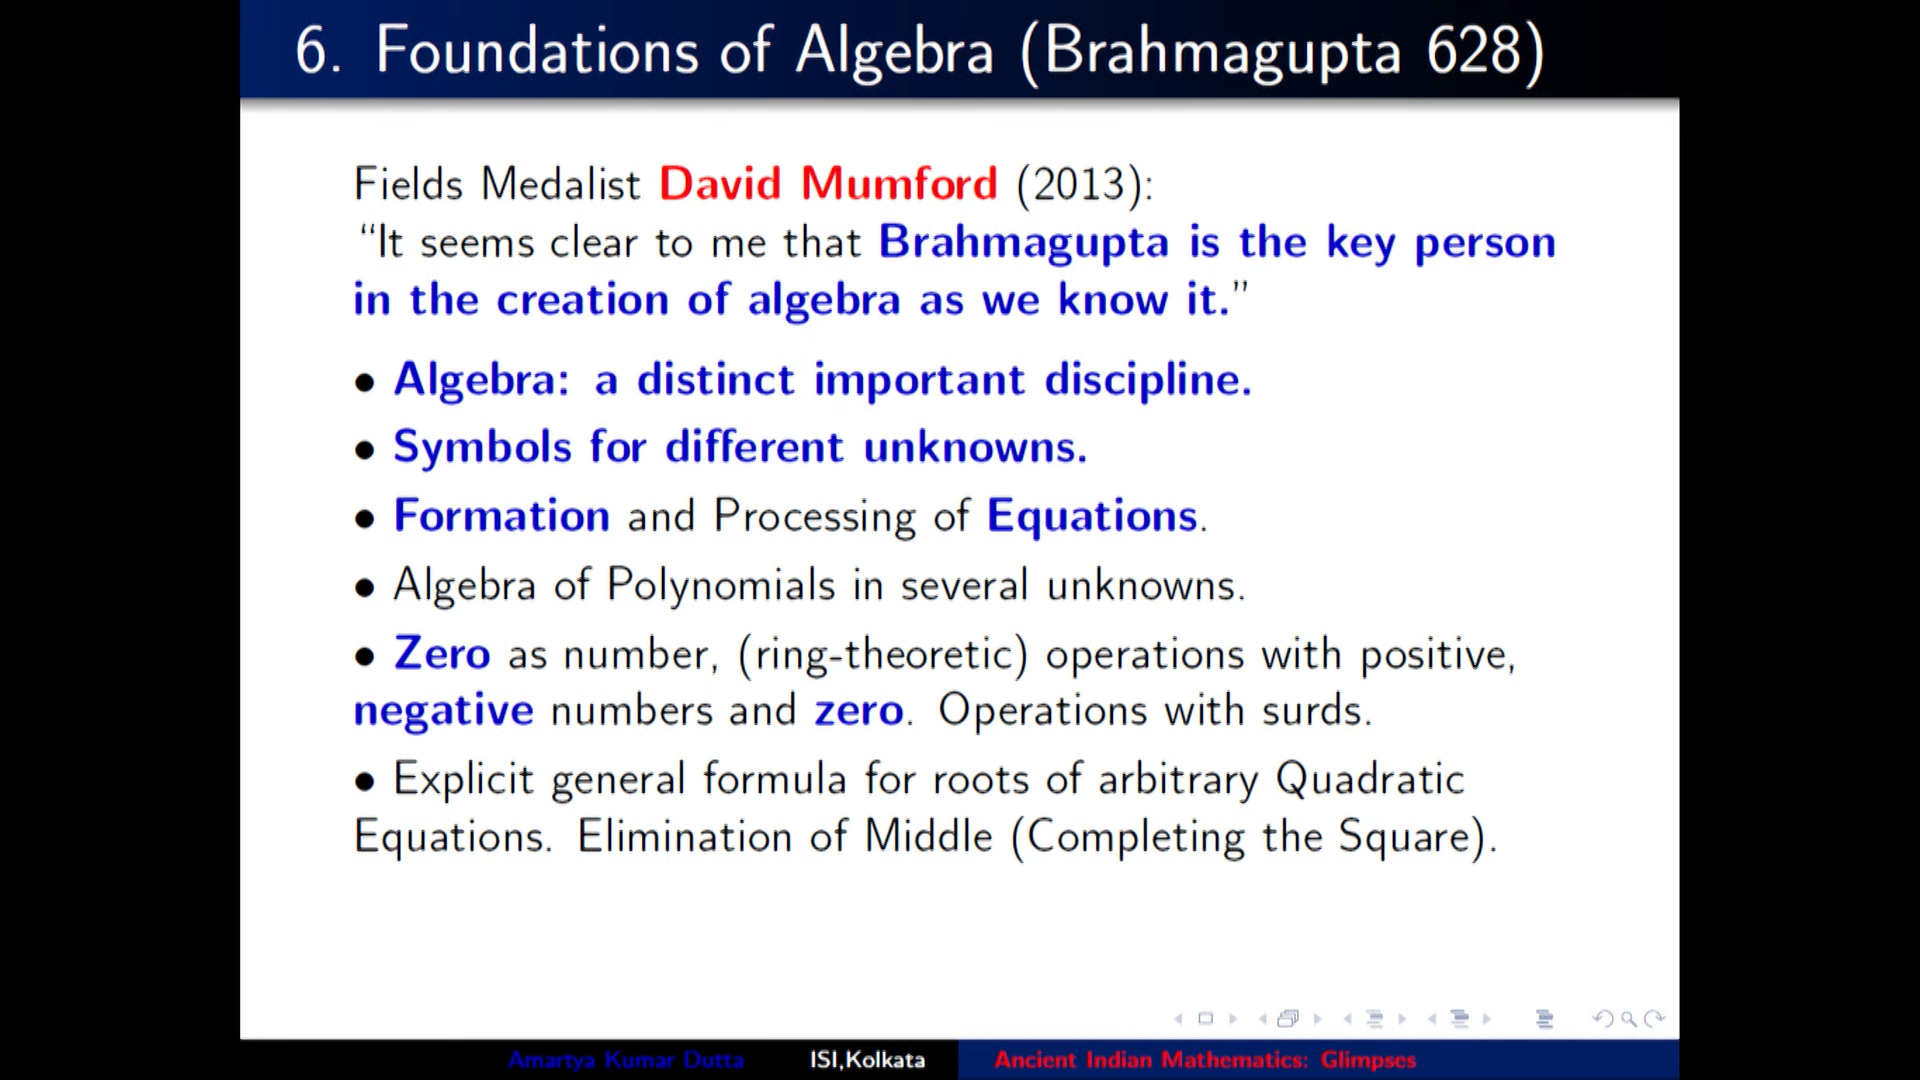 6. Foundations of Algebra (Brahmagupta 628)
Fields Medalist David Mumford (2013):
“It seems clear to me that Brahmagupta is the key person
in the creation of algebra as we know it.”
• Algebra: a distinct important discipline.
• Symbols for different unknowns.
• Formation and Processing of Equations.
• Algebra of Polynomials in several unknowns.
• Zero as number, (ring-theoretic) operations with positive,
negative numbers and zero. Operations with surds.
• Explicit general formula for roots of arbitrary Quadratic
Equations. Elimination of Middle (Completing the Square).
Amartya Kumar Dutta ISI,Kolkata Ancient Indian Mathematics: Glimpses